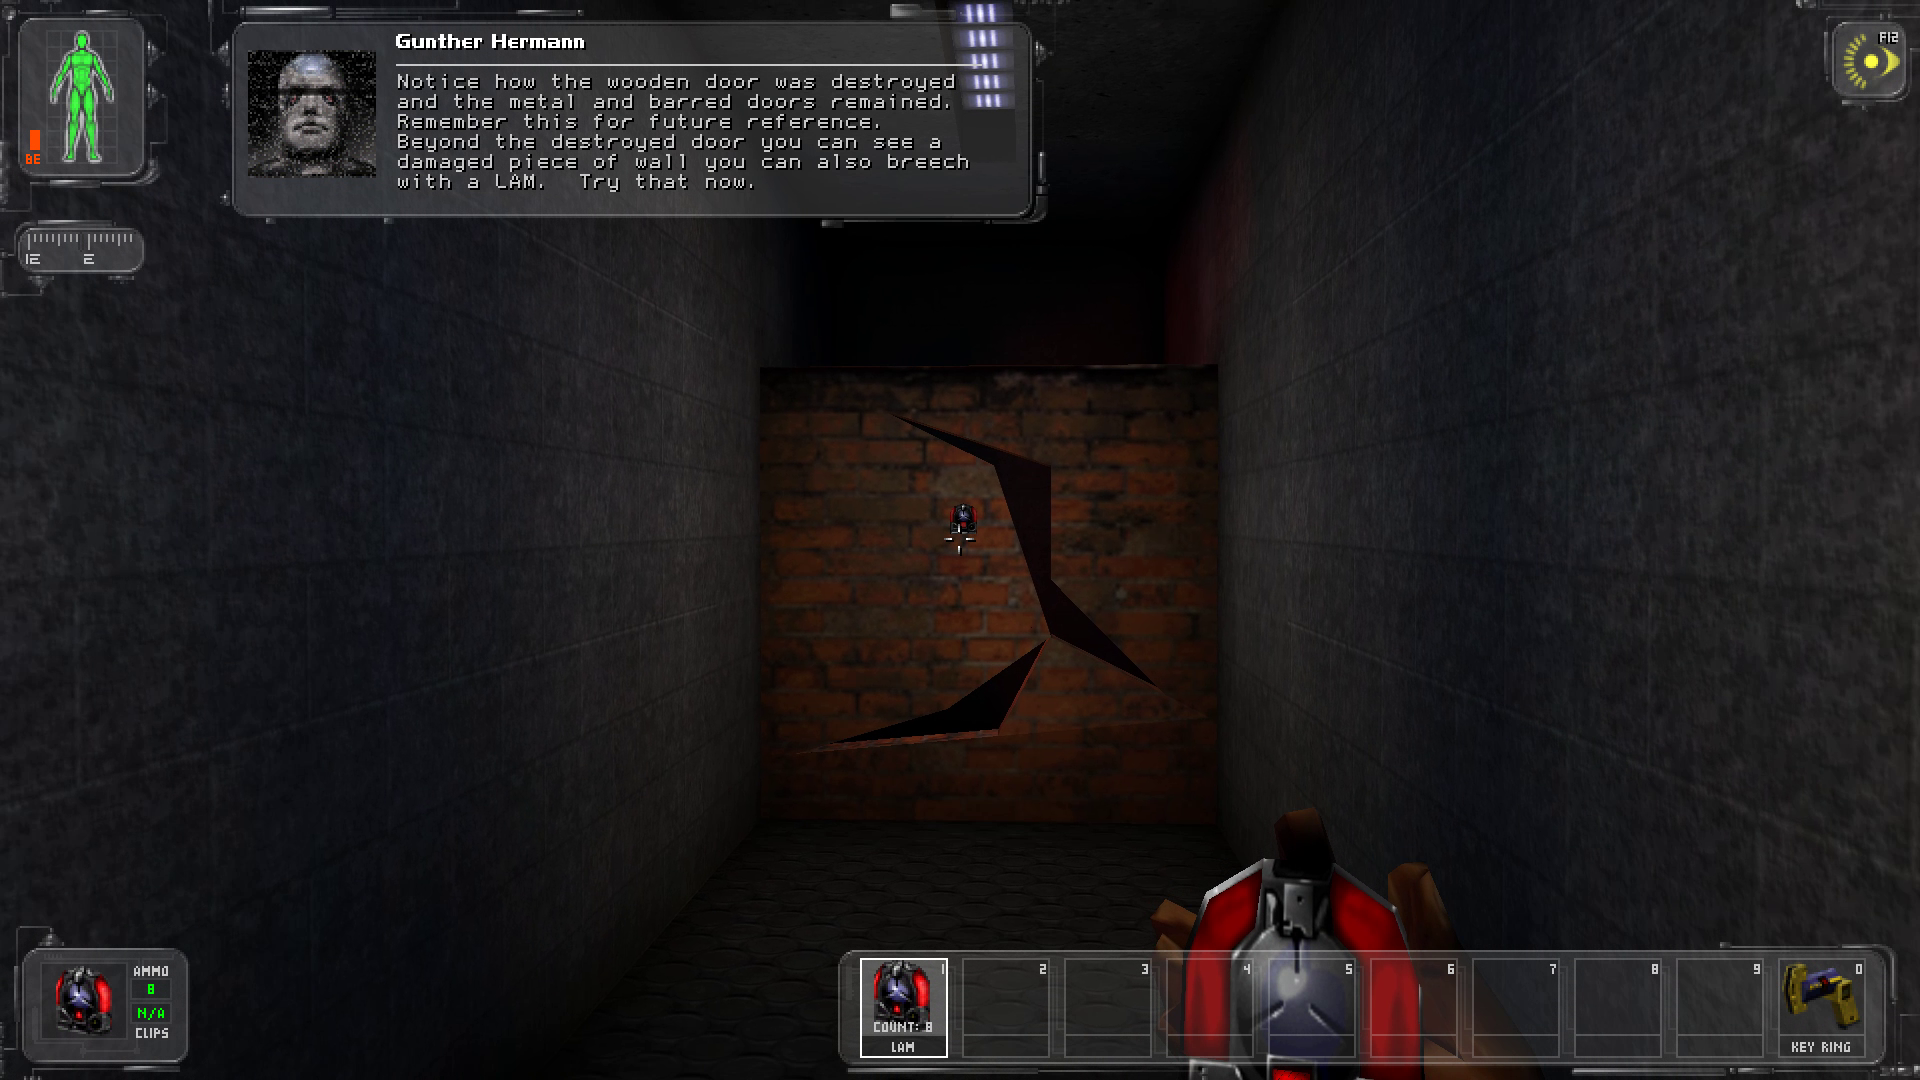 Gunther Hermann
Notice how the wooden door was destroyed
and the metal and barred doors remained.
Remember this for future reference.
Beyond the destroyed door you can see a
damaged piece of wall you can also breech
with a LAM.  Try that now.
F12
BE
E
AMMO
8
N/A
CLIPS
1 2 3 4 5 6 7 8 9 0
COUNT: 8
LAM
KEY RING